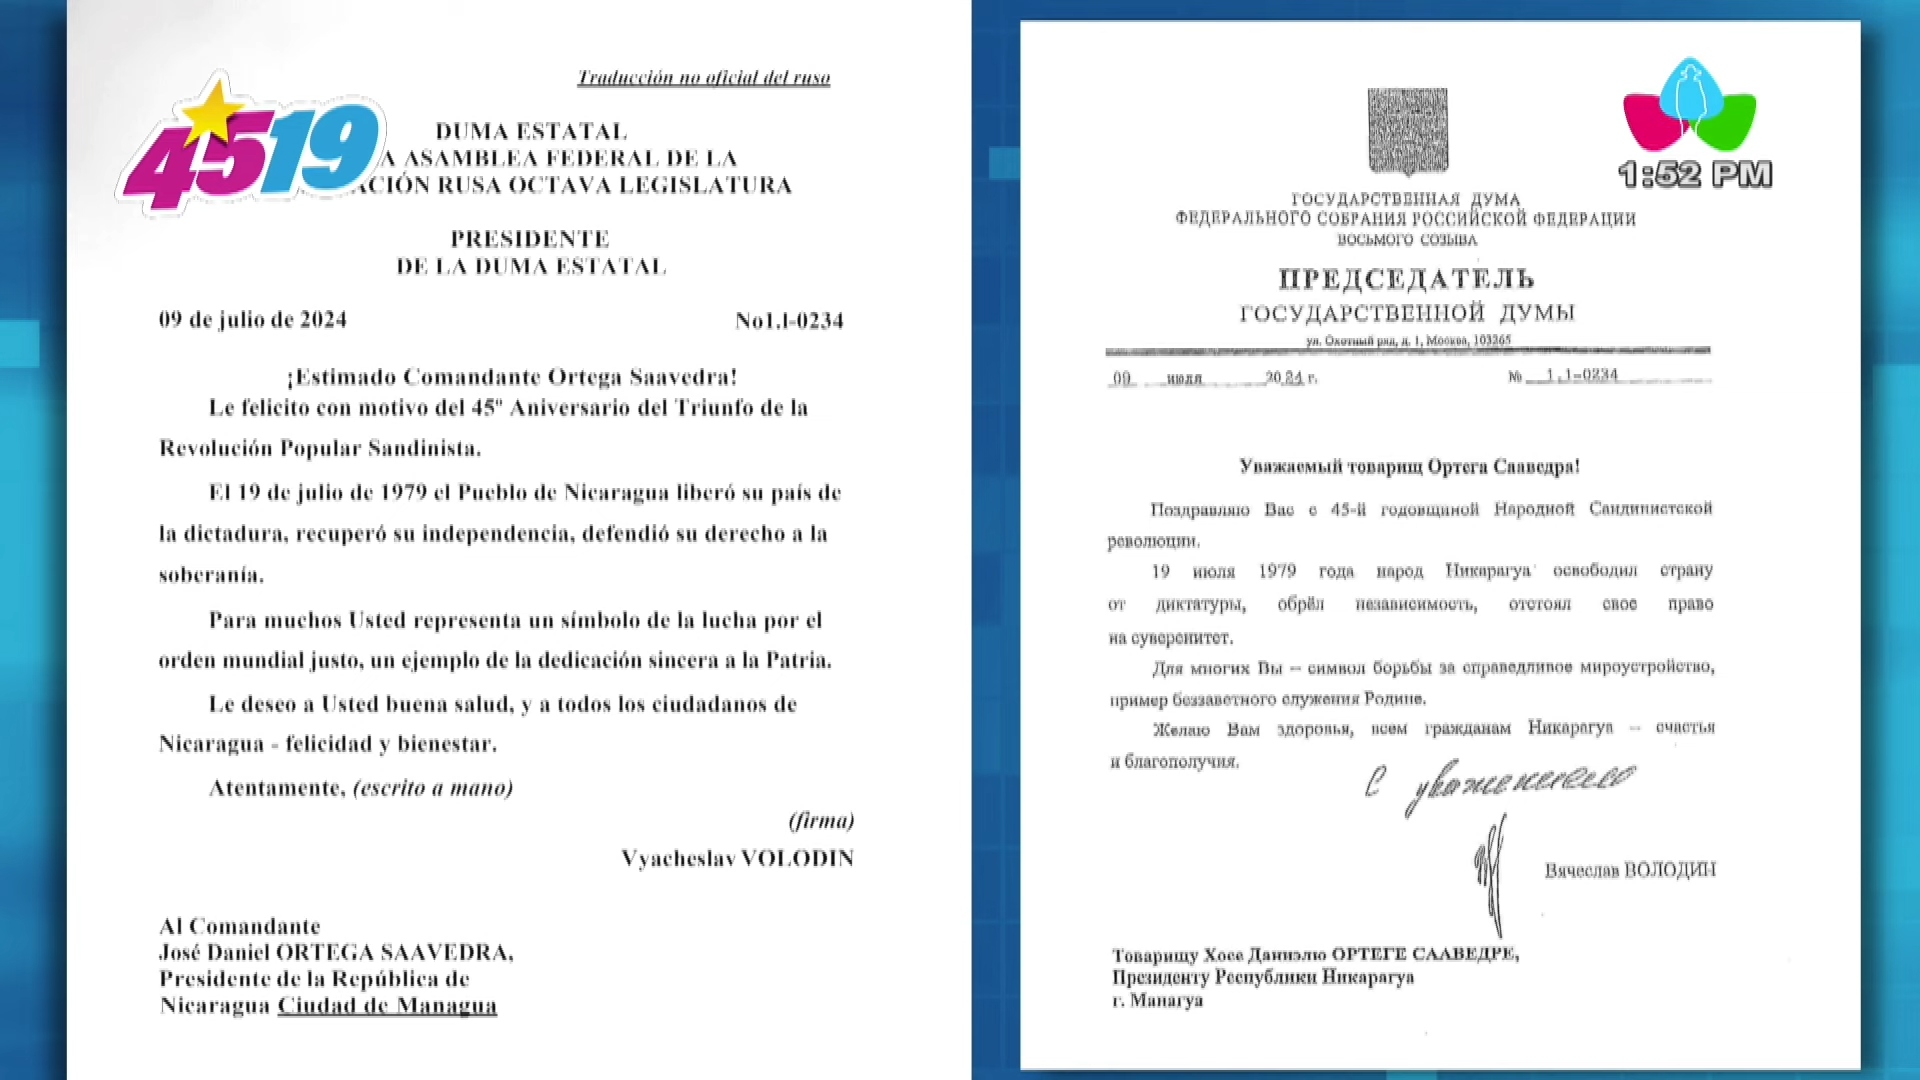 4519
Traducción no oficial del ruso
DUMA ESTATAL
A ASAMBLEA FEDERAL DE LA
ACIÓN RUSA OCTAVA LEGISLATURA
PRESIDENTE
DE LA DUMA ESTATAL
09 de julio de 2024 No1.1-0234
¡Estimado Comandante Ortega Saavedra!
Le felicito con motivo del 45º Aniversario del Triunfo de la
Revolución Popular Sandinista.
El 19 de julio de 1979 el Pueblo de Nicaragua liberó su país de
la dictadura, recuperó su independencia, defendió su derecho a la
soberanía.
Para muchos Usted representa un símbolo de la lucha por el
orden mundial justo, un ejemplo de la dedicación sincera a la Patria.
Le deseo a Usted buena salud, y a todos los ciudadanos de
Nicaragua - felicidad y bienestar.
Atentamente, (escrito a mano)
(firma)
Vyacheslav VOLODIN
Al Comandante
José Daniel ORTEGA SAAVEDRA,
Presidente de la República de
Nicaragua Ciudad de Managua
1:52 PM
ГОСУДАРСТВЕННАЯ ДУМА
ФЕДЕРАЛЬНОГО СОБРАНИЯ РОССИЙСКОЙ ФЕДЕРАЦИИ
ВОСЬМОГО СОЗЫВА
ПРЕДСЕДАТЕЛЬ
ГОСУДАРСТВЕННОЙ ДУМЫ
ул. Охотный ряд, д. 1, Москва, 103265
09 июля 2024 г. № 1.1-0234
Уважаемый товарищ Ортега Сааведра!
Поздравляю Вас с 45-й годовщиной Народной Сандинистской
революции.
19 июля 1979 года народ Никарагуа освободил страну
от диктатуры, обрёл независимость, отстоял свое право
на суверенитет.
Для многих Вы – символ борьбы за справедливое мироустройство,
пример беззаветного служения Родине.
Желаю Вам здоровья, всем гражданам Никарагуа – счастья
и благополучия.
С уважением
Вячеслав ВОЛОДИН
Товарищу Хосе Даниэлю ОРТЕГЕ СААВЕДРЕ,
Президенту Республики Никарагуа
г. Манагуа